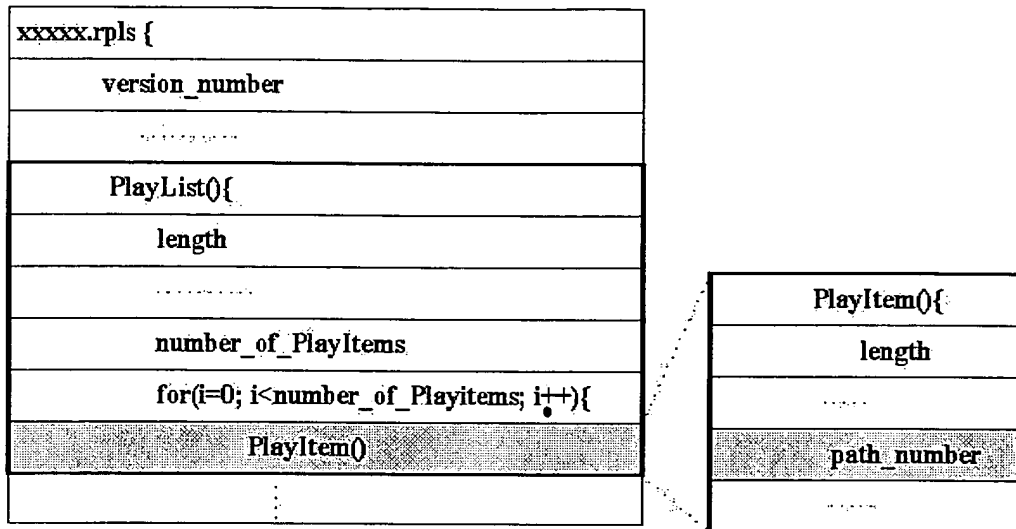 xxxxx.rpls {
version_number
..........
PlayList(){
length
..........
number_of_PlayItems
for(i=0; i<number_of_Playitems; i++){
PlayItem()
PlayItem(){
length
.....
path_number
.....